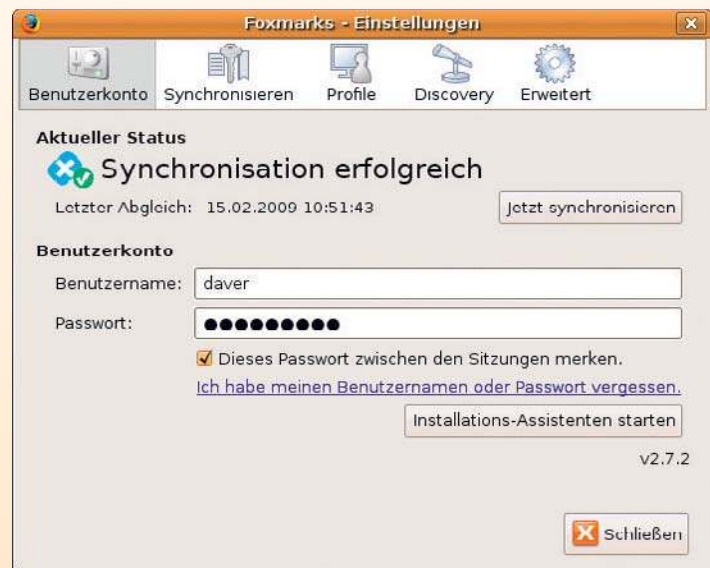 Foxmarks - Einstellungen
Benutzerkonto Synchronisieren Profile Discovery Erweitert
Aktueller Status
Synchronisation erfolgreich
Letzter Abgleich: 15.02.2009 10:51:43 Jetzt synchronisieren
Benutzerkonto
Benutzername: daver
Passwort: ●●●●●●●●●
Dieses Passwort zwischen den Sitzungen merken.
Ich habe meinen Benutzernamen oder Passwort vergessen.
Installations-Assistenten starten
v2.7.2
Schließen